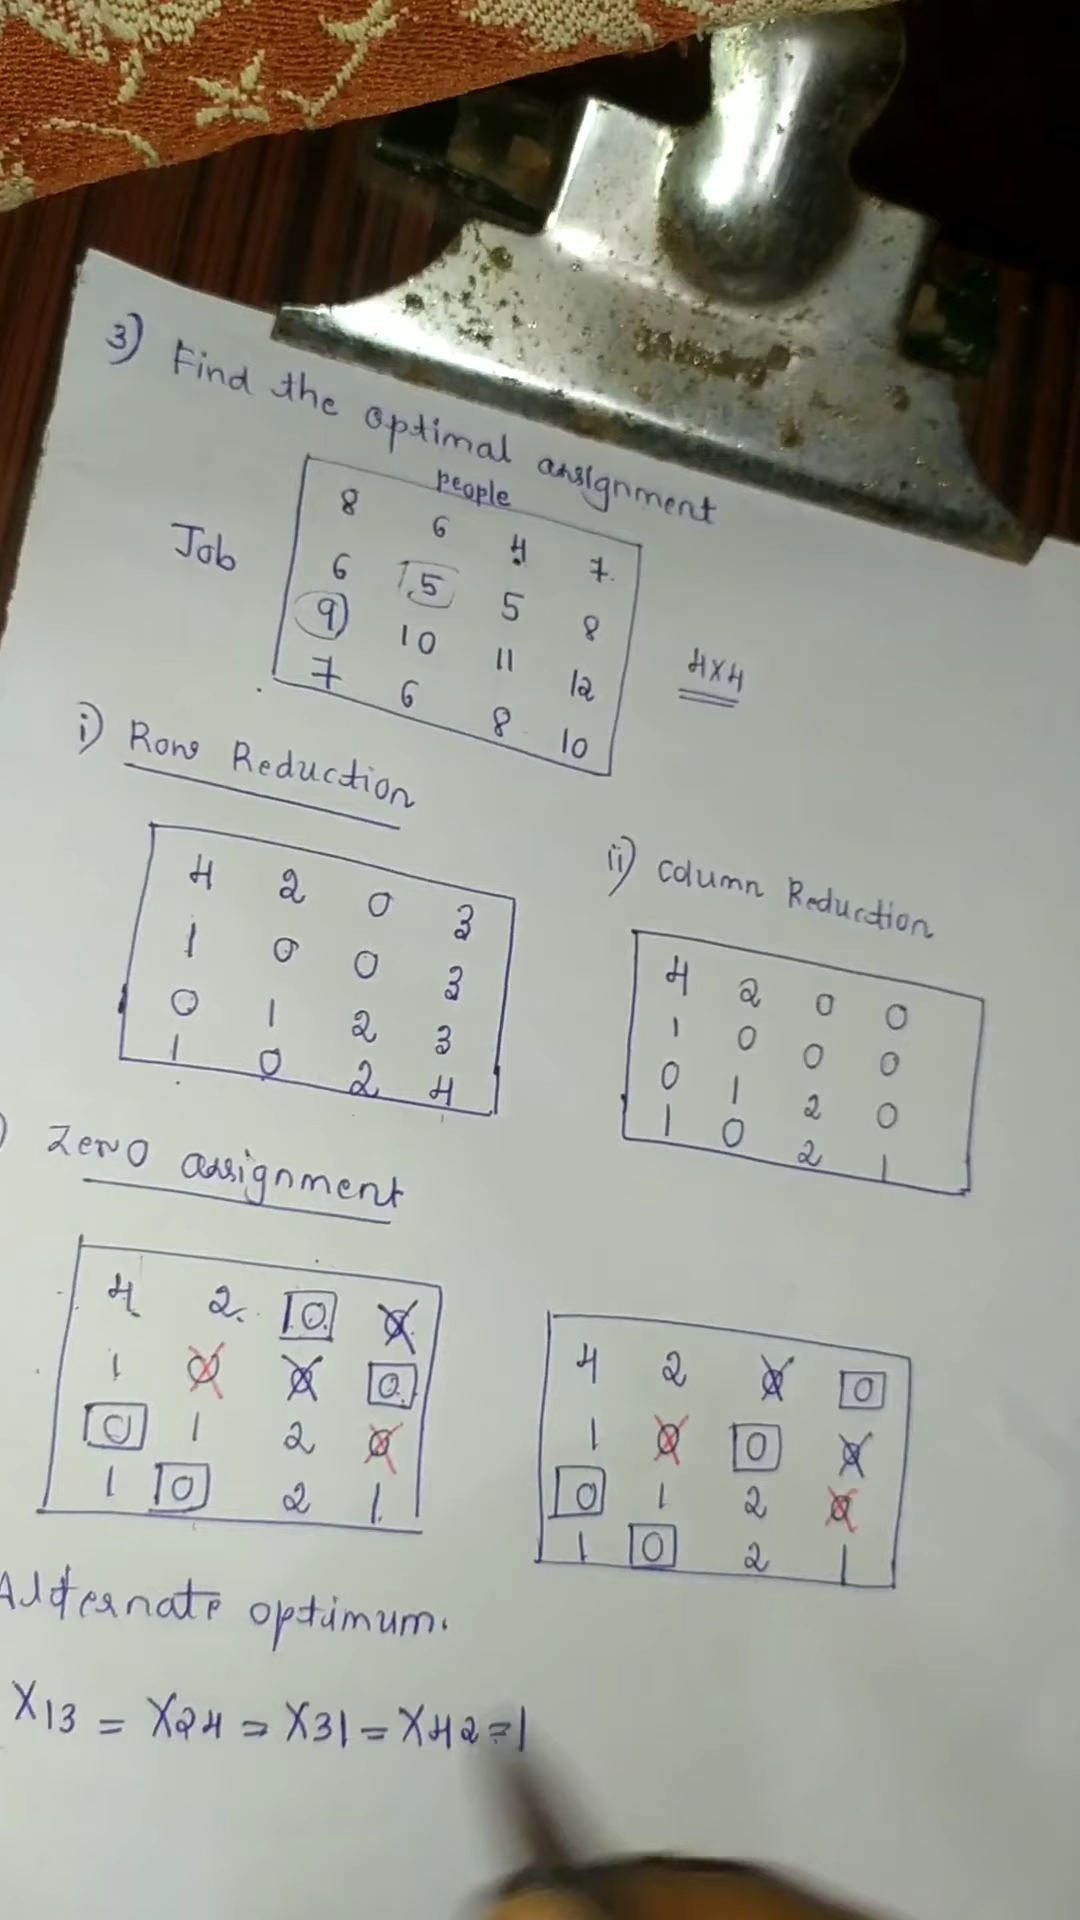 3) Find the optimal assignment
people
Job
8 6 4 7
6 5 5 8
9 10 11 12
7 6 8 10
4x4
i) Row Reduction
4 2 0 3
1 0 0 3
0 1 2 3
1 0 2 4
ii) Column Reduction
4 2 0 0
1 0 0 0
0 1 2 0
1 0 2 1
) Zero assignment
4 2 0 0
1 0 0 0
0 1 2 0
1 0 2 1
4 2 0 0
1 0 0 0
0 1 2 0
1 0 2 1
Alternate optimum.
X13 = X24 = X31 = X42 = 1